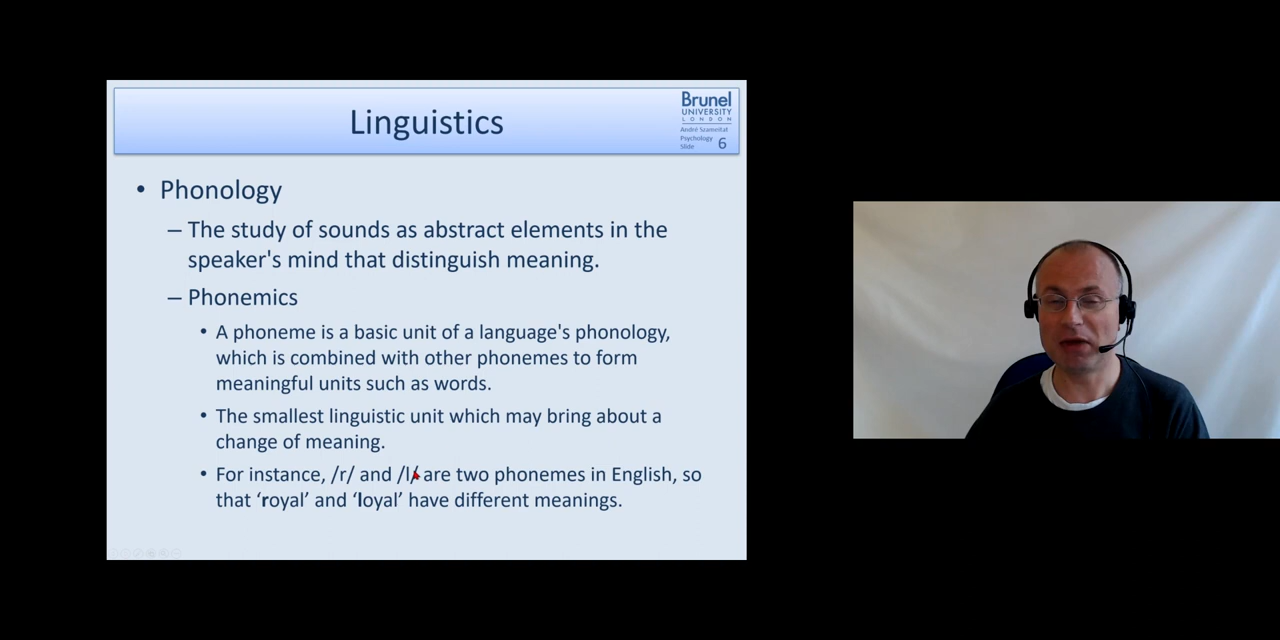 Linguistics
Brunel
UNIVERSITY
LONDON
André Szameitat
Psychology
Slide 6
• Phonology
– The study of sounds as abstract elements in the
speaker's mind that distinguish meaning.
– Phonemics
• A phoneme is a basic unit of a language's phonology,
which is combined with other phonemes to form
meaningful units such as words.
• The smallest linguistic unit which may bring about a
change of meaning.
• For instance, /r/ and /l/ are two phonemes in English, so
that ‘royal’ and ‘loyal’ have different meanings.